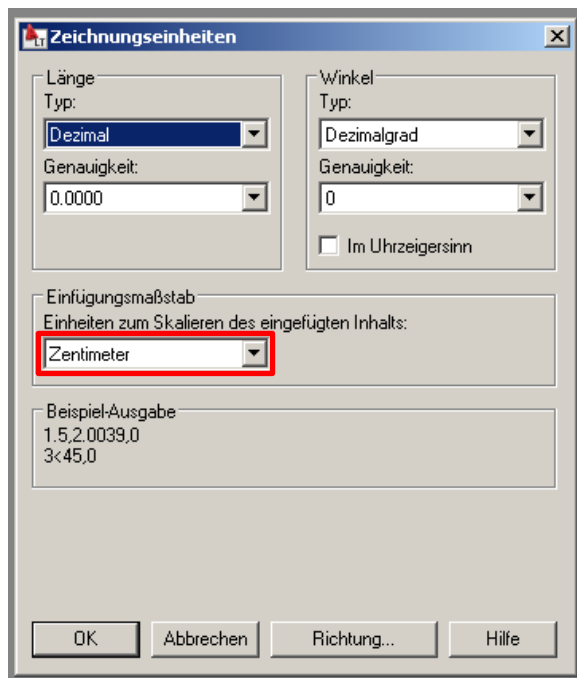 LT Zeichnungseinheiten
Länge
Typ:
Dezimal
Genauigkeit:
0.0000
Winkel
Typ:
Dezimalgrad
Genauigkeit:
0
Im Uhrzeigersinn
Einfügungsmaßstab
Einheiten zum Skalieren des eingefügten Inhalts:
Zentimeter
Beispiel-Ausgabe
1.5,2.0039,0
3<45,0
OK Abbrechen Richtung... Hilfe